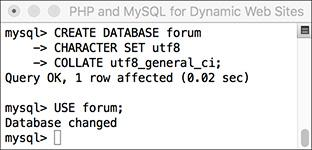 PHP and MySQL for Dynamic Web Sites
mysql> CREATE DATABASE forum
    -> CHARACTER SET utf8
    -> COLLATE utf8_general_ci;
Query OK, 1 row affected (0.02 sec)

mysql> USE forum;
Database changed
mysql>